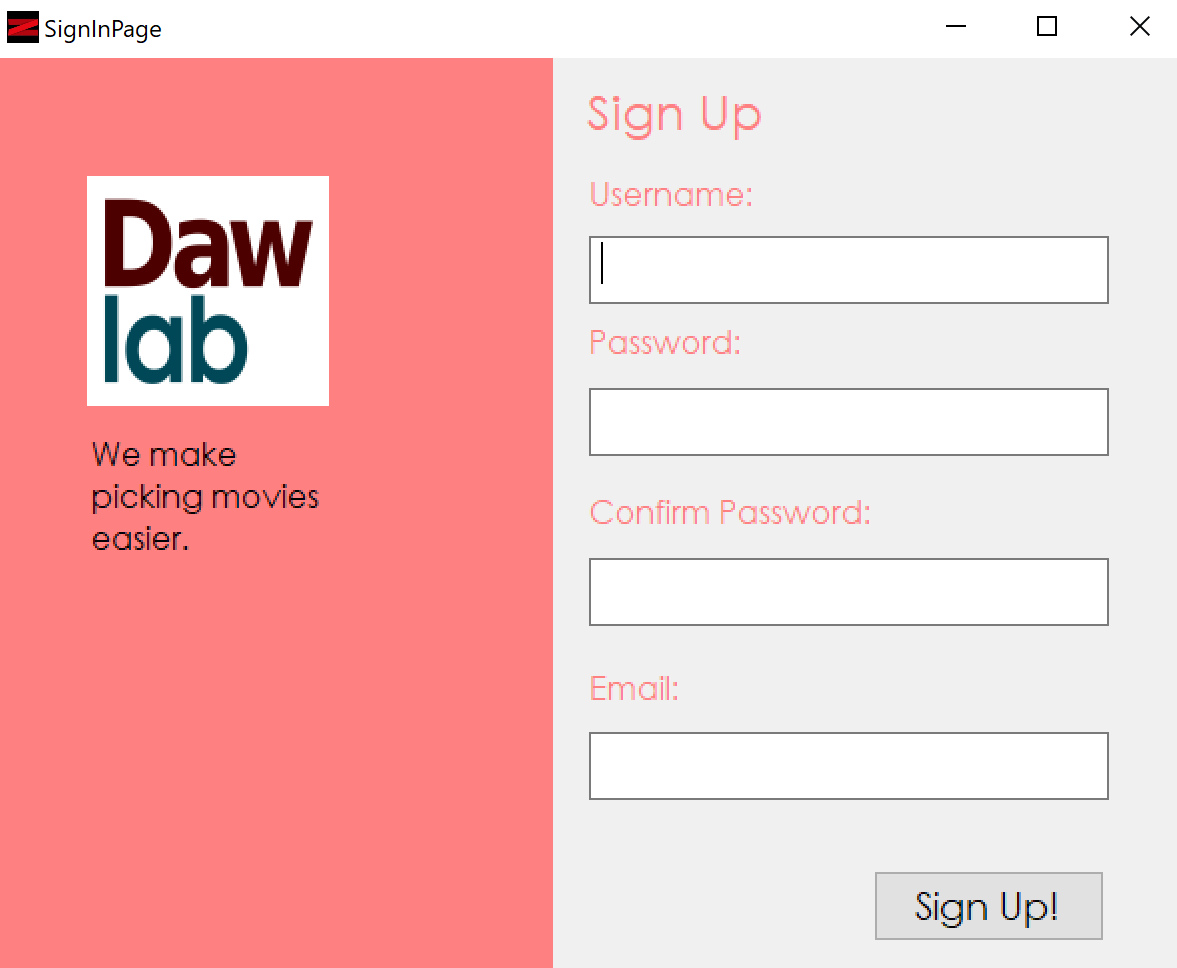 SignInPage
Daw
lab
We make
picking movies
easier.
Sign Up
Username:
Password:
Confirm Password:
Email:
Sign Up!